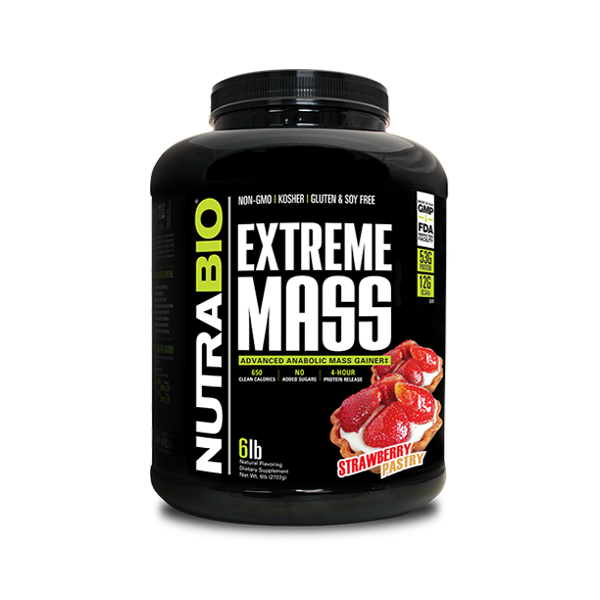 NUTRABIO
NON-GMO | KOSHER | GLUTEN & SOY FREE
EXTREME
MASS
ADVANCED ANABOLIC MASS GAINER‡
650
CLEAN CALORIES
NO
ADDED SUGARS
4-HOUR
PROTEIN RELEASE
6lb
Natural Flavoring
Dietary Supplement
Net Wt. 6lb (2722g)
STRAWBERRY
PASTRY
GMP
FDA
53G
PROTEIN
12G